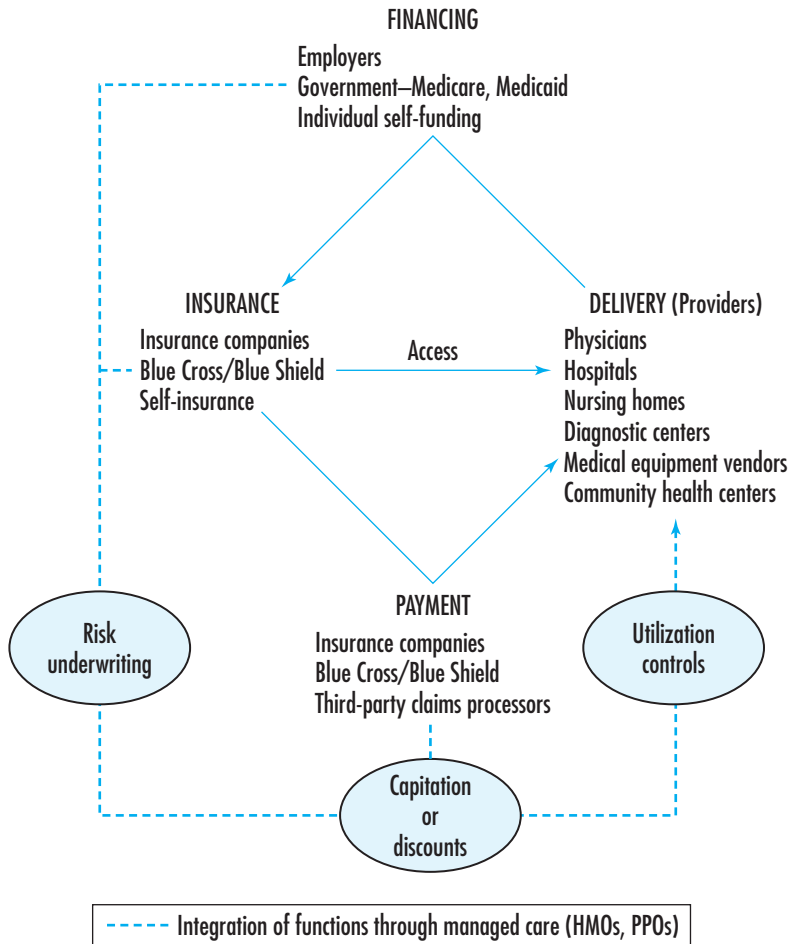 FINANCING
Employers
Government–Medicare, Medicaid
Individual self-funding
INSURANCE
Insurance companies
Blue Cross/Blue Shield
Self-insurance
Access
DELIVERY (Providers)
Physicians
Hospitals
Nursing homes
Diagnostic centers
Medical equipment vendors
Community health centers
Risk
underwriting
PAYMENT
Insurance companies
Blue Cross/Blue Shield
Third-party claims processors
Utilization
controls
Capitation
or
discounts
Integration of functions through managed care (HMOs, PPOs)